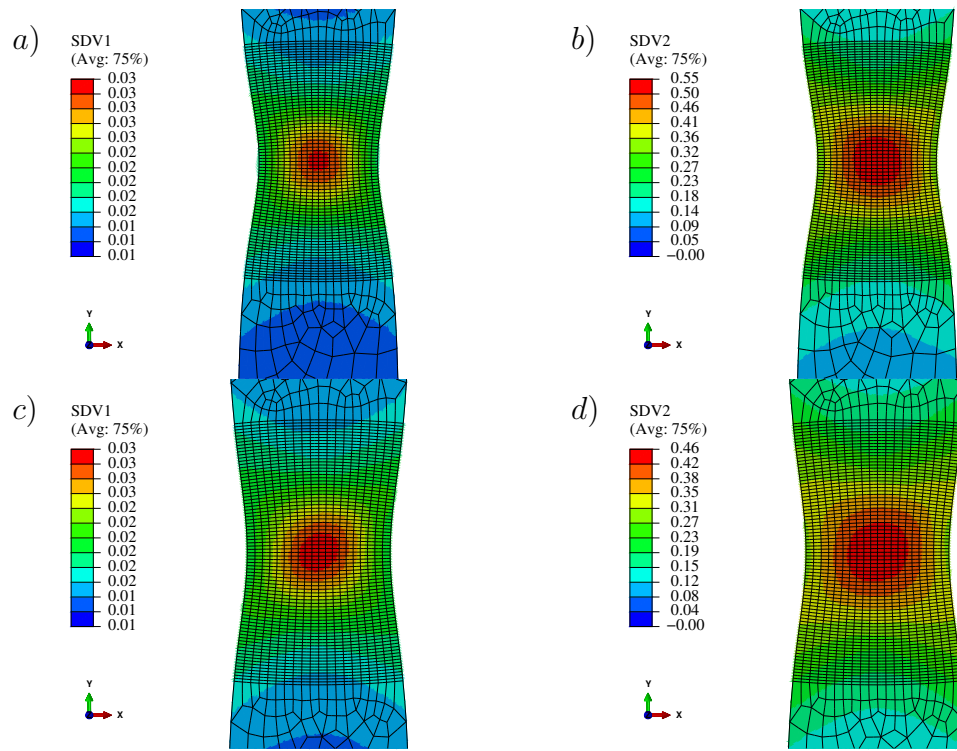 a)
SDV1
(Avg: 75%)
0.03
0.03
0.03
0.03
0.02
0.02
0.02
0.02
0.02
0.02
0.01
0.01
0.01
Y
X
b)
SDV2
(Avg: 75%)
0.55
0.50
0.46
0.41
0.36
0.32
0.27
0.23
0.18
0.14
0.09
0.05
−0.00
Y
X
c)
SDV1
(Avg: 75%)
0.03
0.03
0.03
0.03
0.02
0.02
0.02
0.02
0.02
0.02
0.02
0.01
0.01
Y
X
d)
SDV2
(Avg: 75%)
0.46
0.42
0.38
0.35
0.31
0.27
0.23
0.19
0.15
0.12
0.08
0.04
−0.00
Y
X